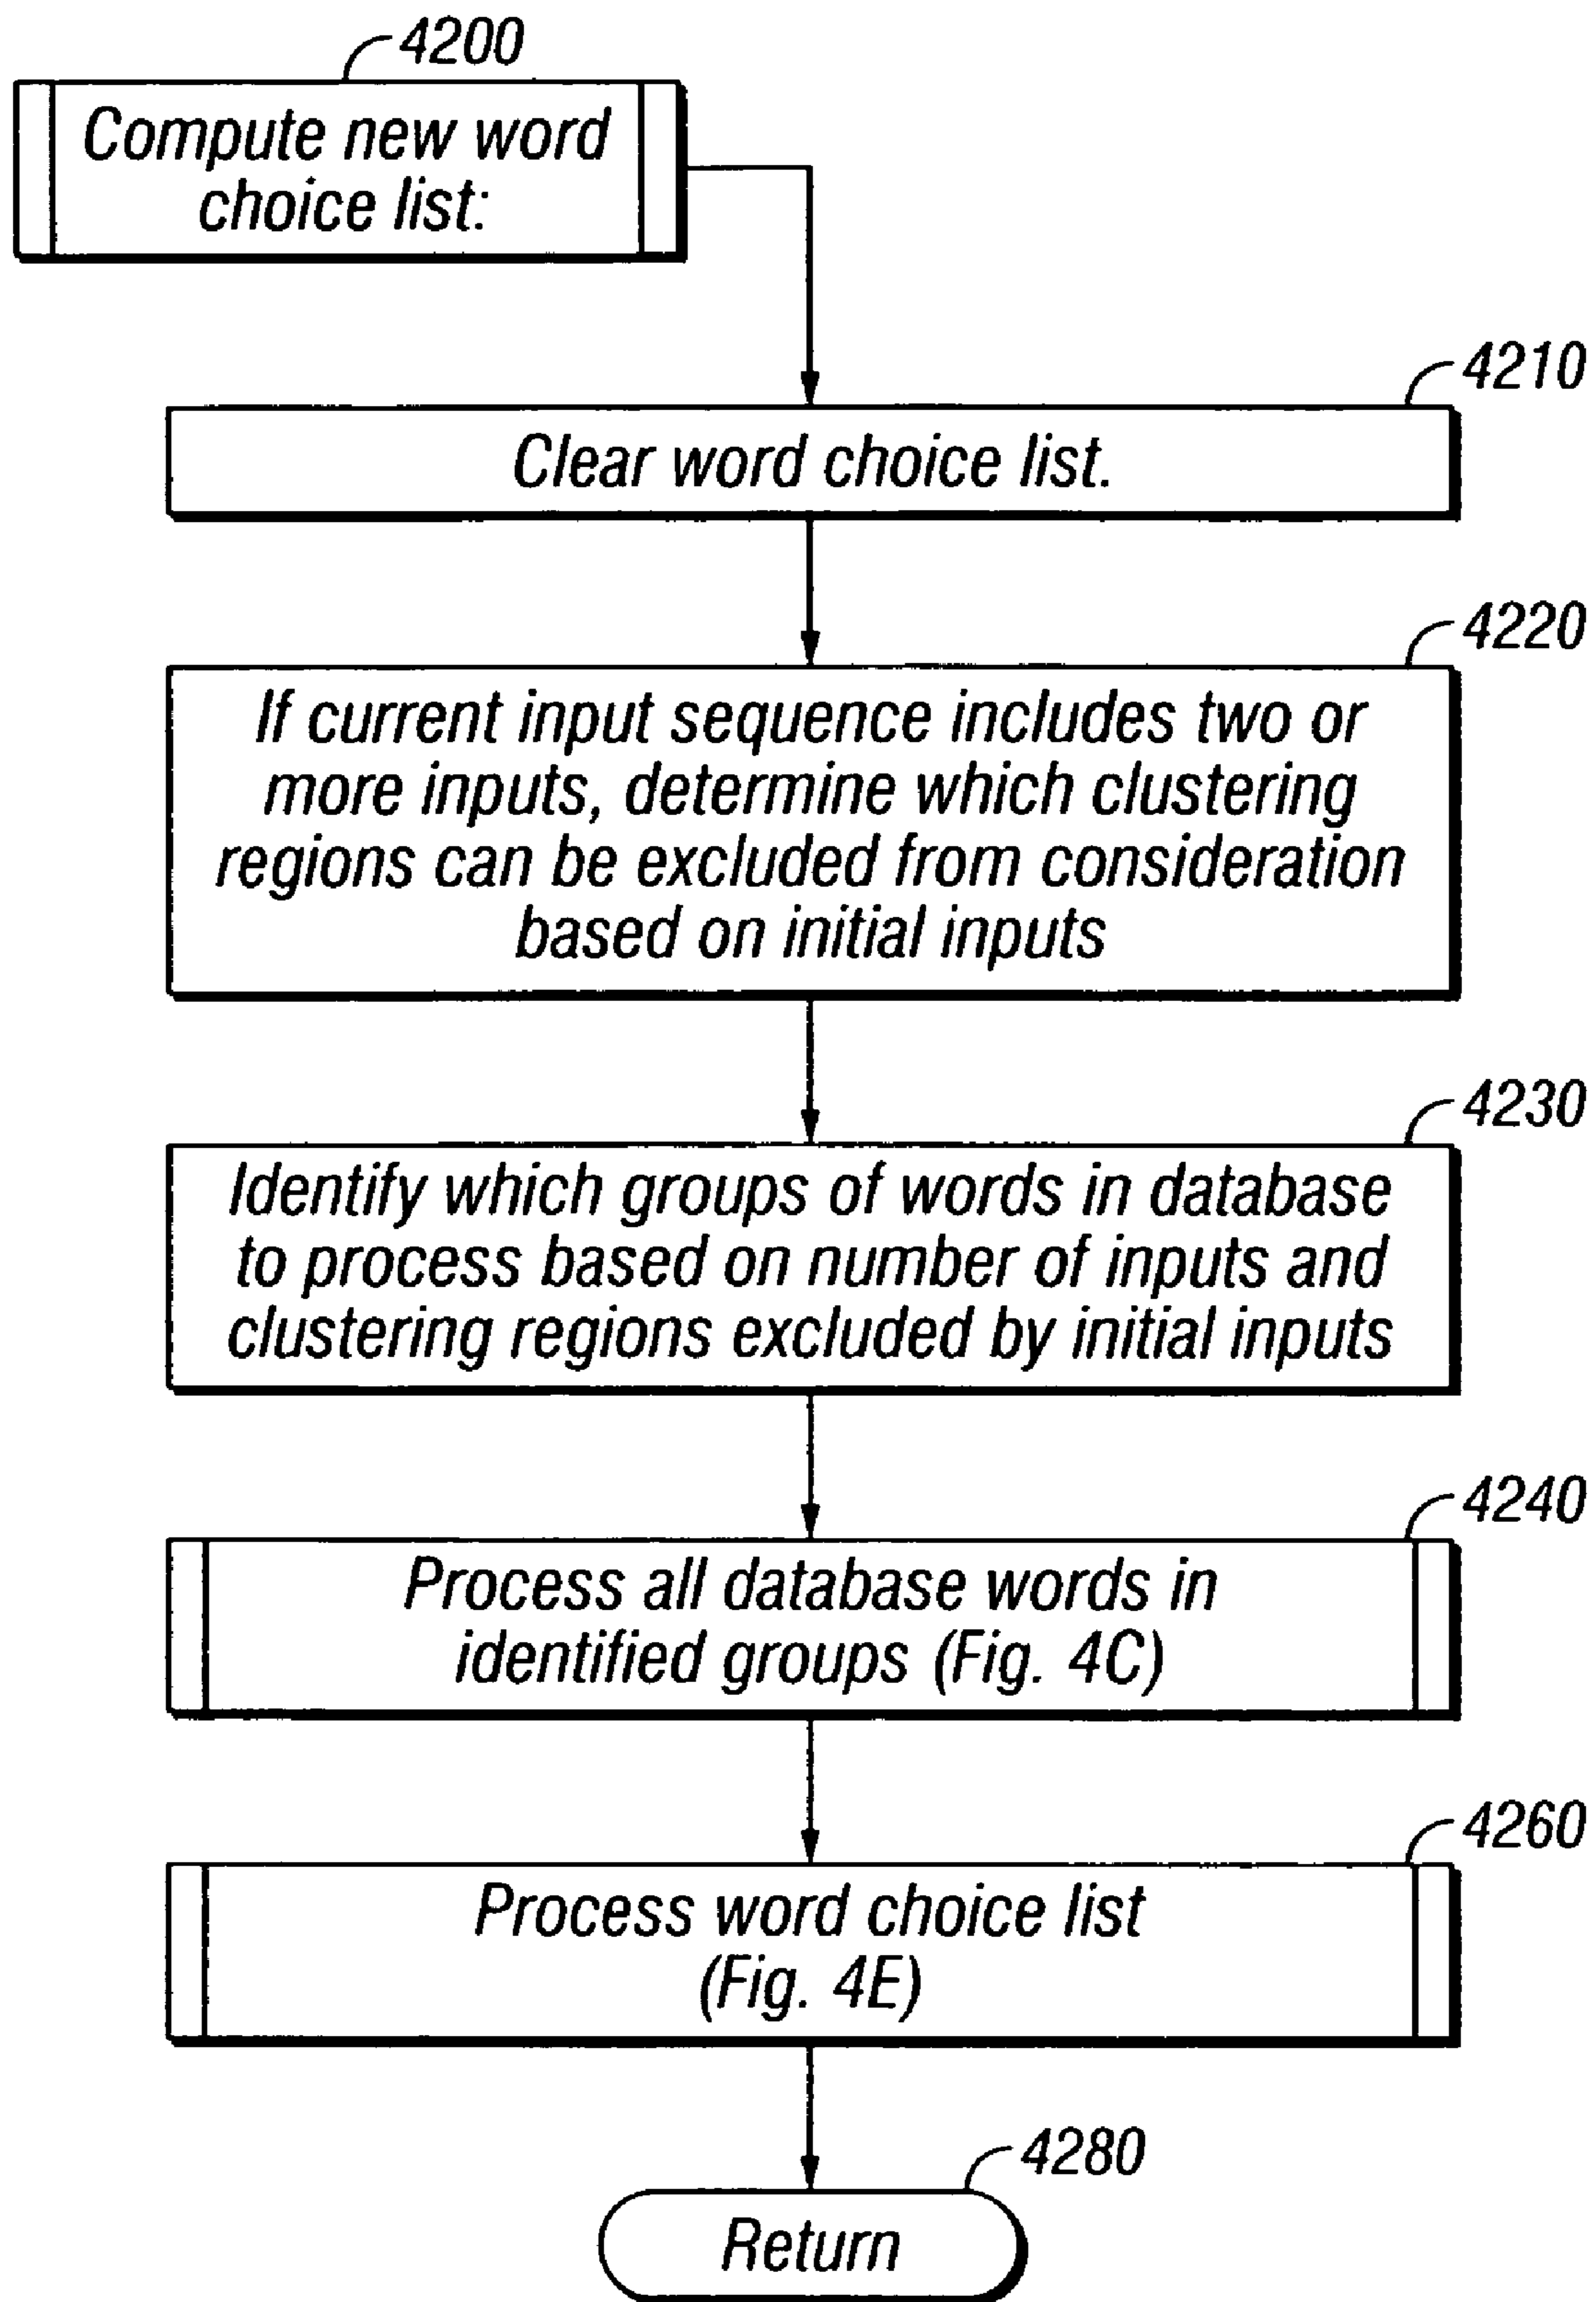 4200
Compute new word
choice list:
4210
Clear word choice list.
4220
If current input sequence includes two or
more inputs, determine which clustering
regions can be excluded from consideration
based on initial inputs
4230
Identify which groups of words in database
to process based on number of inputs and
clustering regions excluded by initial inputs
4240
Process all database words in
identified groups (Fig. 4C)
4260
Process word choice list
(Fig. 4E)
4280
Return